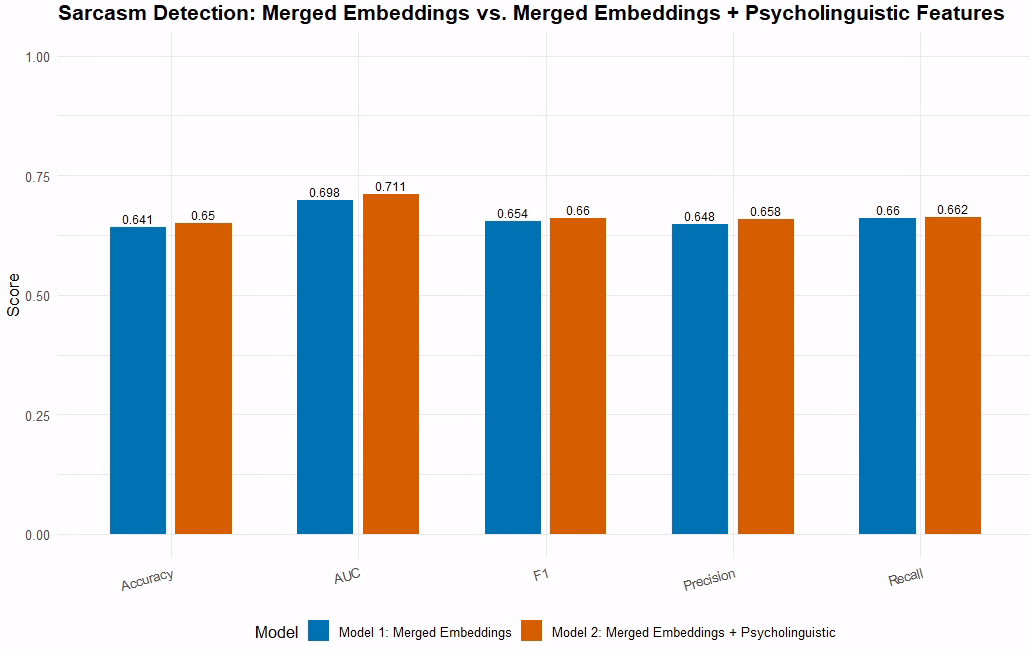 Sarcasm Detection: Merged Embeddings vs. Merged Embeddings + Psycholinguistic Features
1.00
0.75
0.50
0.25
0.00
Score
0.641
0.65
0.698
0.711
0.654
0.66
0.648
0.658
0.66
0.662
Accuracy
AUC
F1
Precision
Recall
Model
Model 1: Merged Embeddings
Model 2: Merged Embeddings + Psycholinguistic